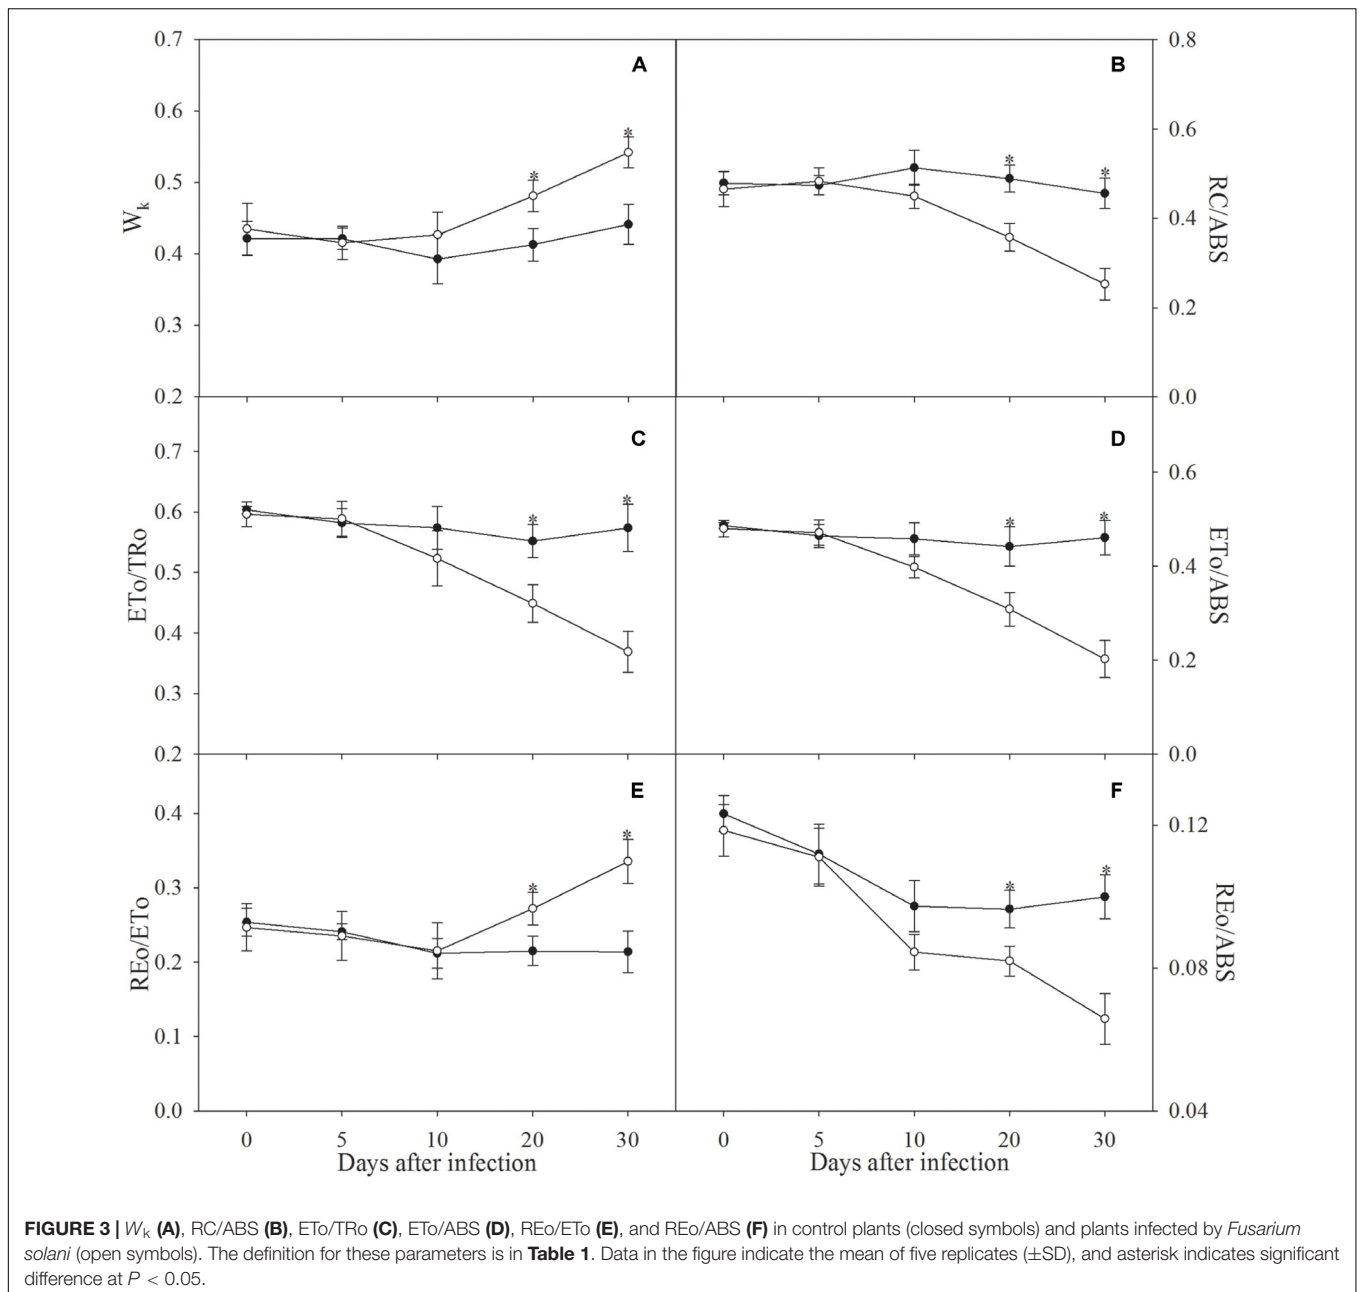 0.7
0.6
0.5
0.4
0.3
0.2
Wk
A
*
*
B
*
*
0.8
0.6
0.4
0.2
0.0
RC/ABS
0.7
0.6
0.5
0.4
0.3
0.2
ETo/TRo
C
*
*
D
*
*
0.6
0.4
0.2
0.0
ETo/ABS
0.4
0.3
0.2
0.1
0.0
REo/ETo
E
*
*
F
*
*
0.12
0.08
0.04
REo/ABS
0 5 10 20 30
0 5 10 20 30
Days after infection
Days after infection
FIGURE 3 | Wk (A), RC/ABS (B), ETo/TRo (C), ETo/ABS (D), REo/ETo (E), and REo/ABS (F) in control plants (closed symbols) and plants infected by Fusarium
solani (open symbols). The definition for these parameters is in Table 1. Data in the figure indicate the mean of five replicates (±SD), and asterisk indicates significant
difference at P < 0.05.